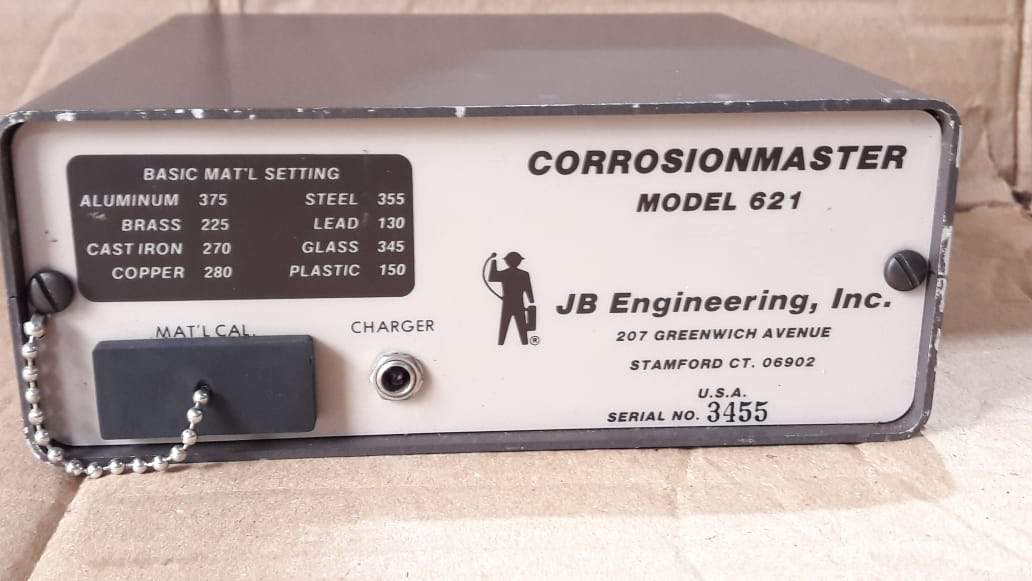 BASIC MAT'L SETTING
ALUMINUM 375 STEEL 355
BRASS 225 LEAD 130
CAST IRON 270 GLASS 345
COPPER 280 PLASTIC 150
MAT'L CAL.
CHARGER
CORROSIONMASTER
MODEL 621
JB Engineering, Inc.
®
207 GREENWICH AVENUE
STAMFORD CT. 06902
U.S.A.
SERIAL NO. 3455